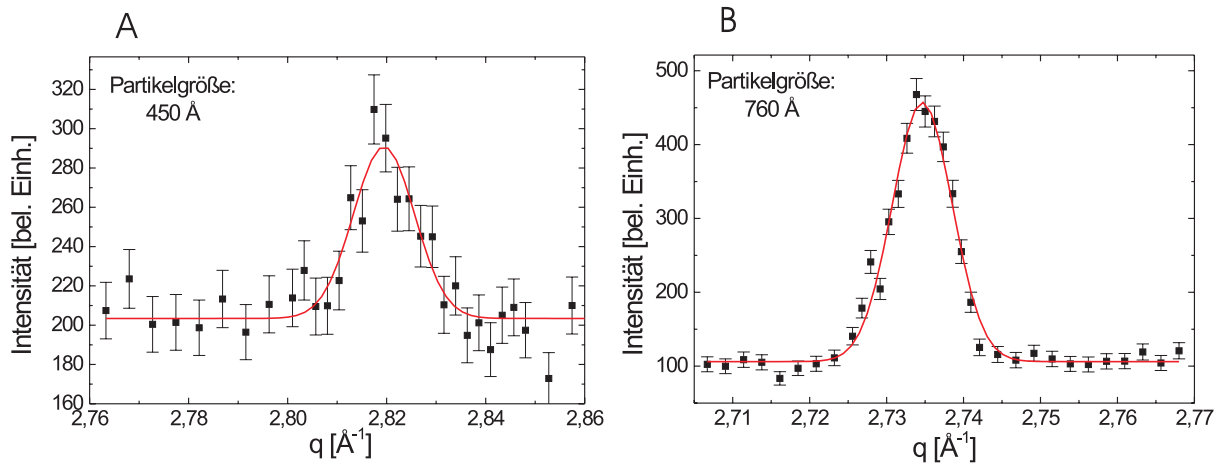 A
Partikelgröße:
450 Å
Intensität [bel. Einh.]
320
300
280
260
240
220
200
180
160
2,76
2,78
2,80
2,82
2,84
2,86
q [Å⁻¹]
B
Partikelgröße:
760 Å
Intensität [bel. Einh.]
500
400
300
200
100
2,71
2,72
2,73
2,74
2,75
2,76
2,77
q [Å⁻¹]